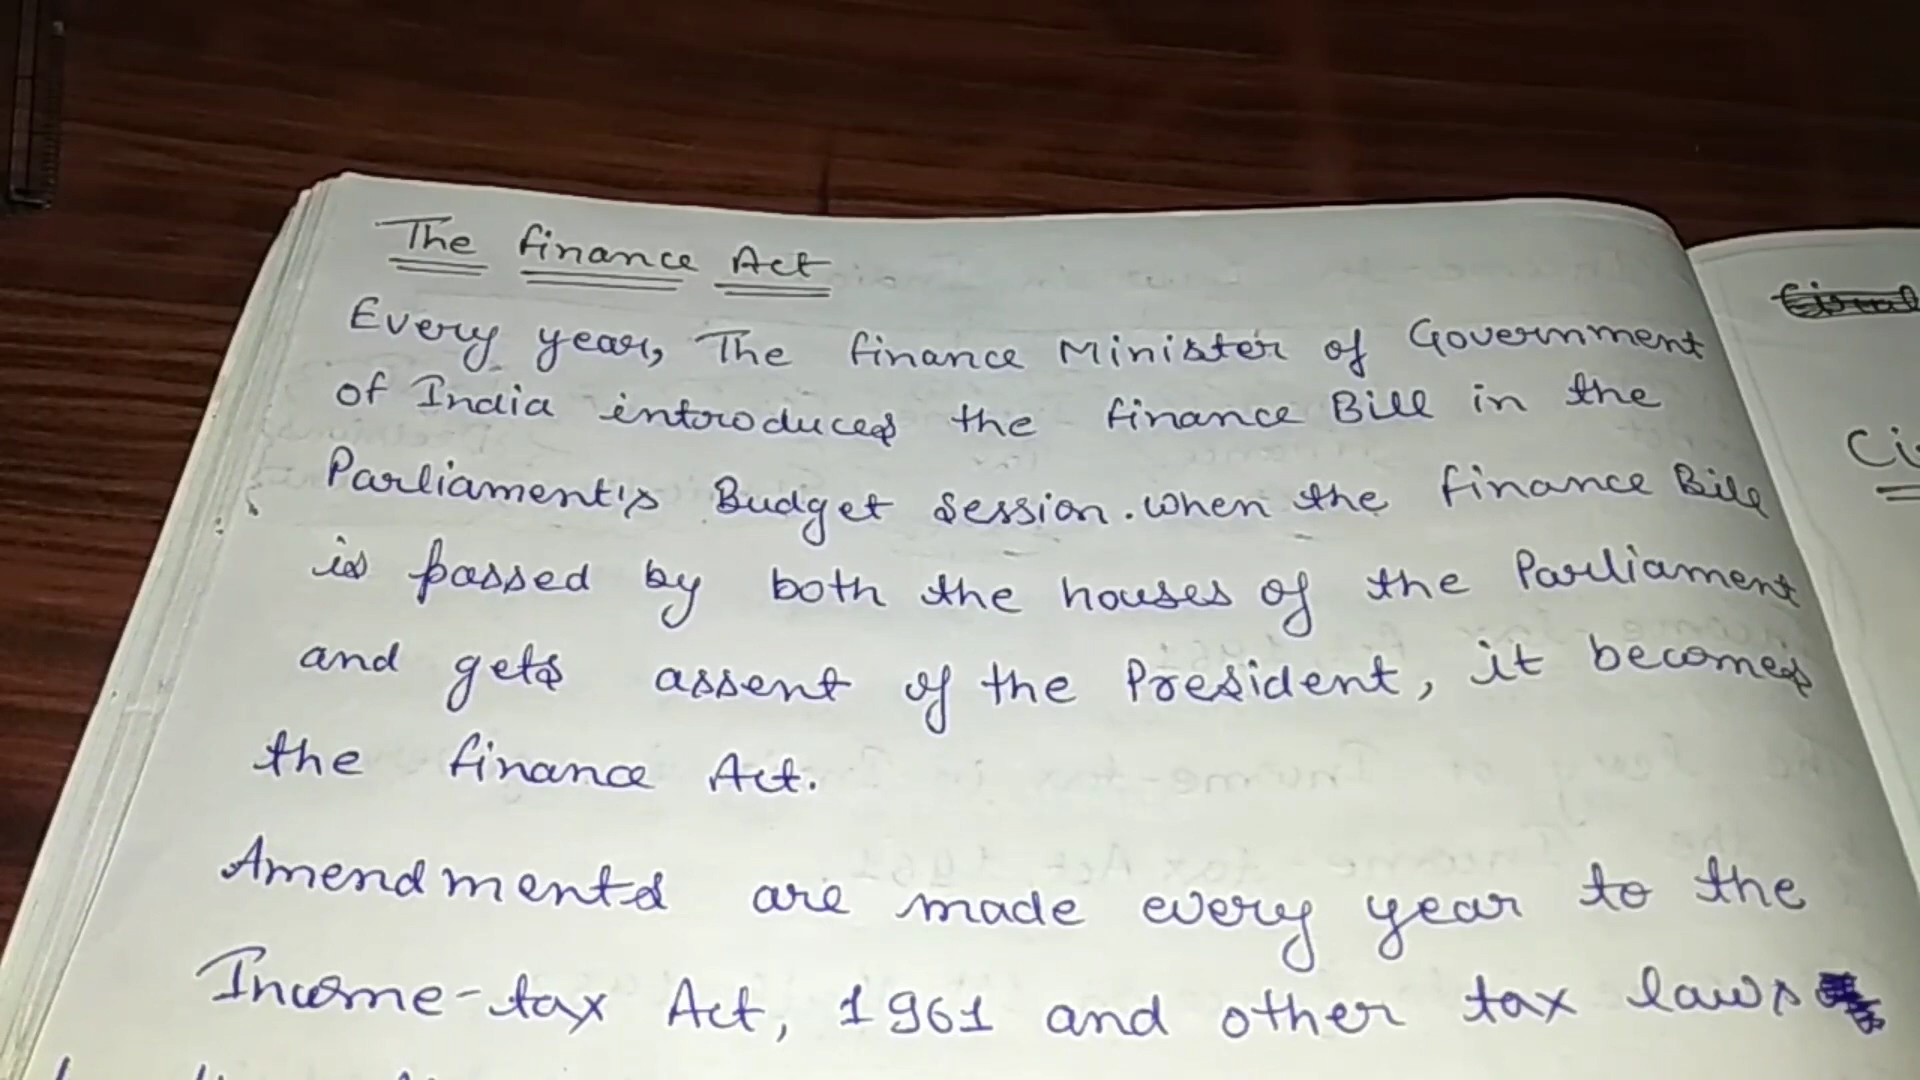 The finance Act
Every year, The finance Minister of Government
of India introduces the finance Bill in the
Parliament's Budget Session. When the finance Bill
is passed by both the houses of the Parliament
and gets assent of the President, it becomes
the finance Act.
Amendments are made every year to the
Income-tax Act, 1961 and other tax laws
Ci